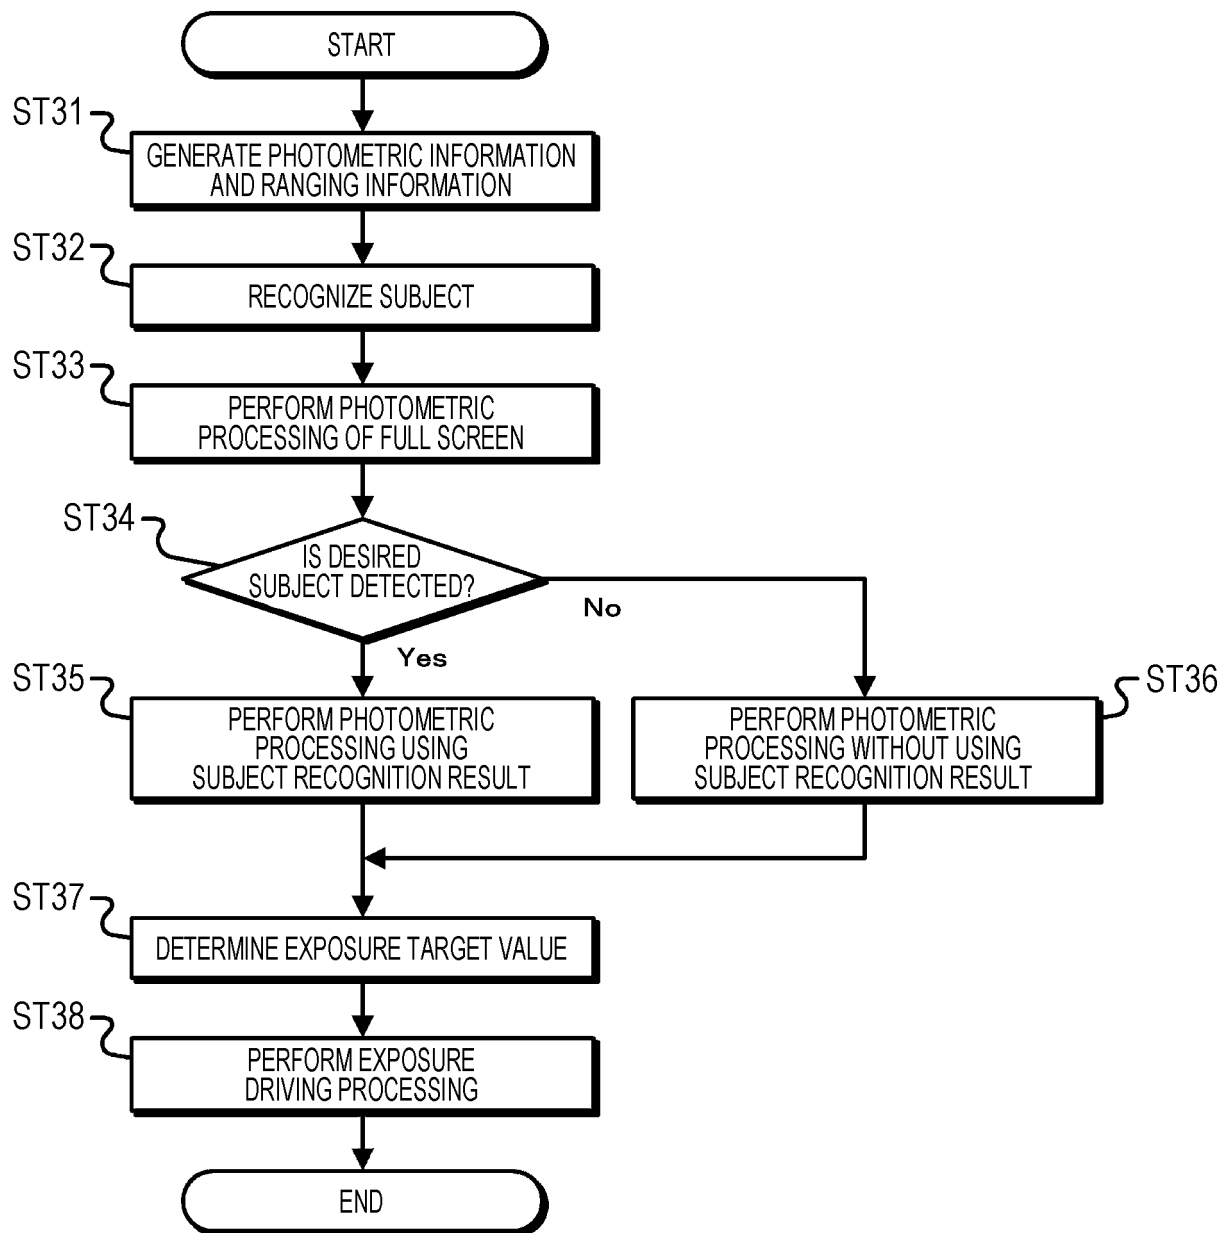 START
ST31
GENERATE PHOTOMETRIC INFORMATION
AND RANGING INFORMATION
ST32
RECOGNIZE SUBJECT
ST33
PERFORM PHOTOMETRIC
PROCESSING OF FULL SCREEN
ST34
IS DESIRED
SUBJECT DETECTED?
No
Yes
ST35
PERFORM PHOTOMETRIC
PROCESSING USING
SUBJECT RECOGNITION RESULT
ST36
PERFORM PHOTOMETRIC
PROCESSING WITHOUT USING
SUBJECT RECOGNITION RESULT
ST37
DETERMINE EXPOSURE TARGET VALUE
ST38
PERFORM EXPOSURE
DRIVING PROCESSING
END